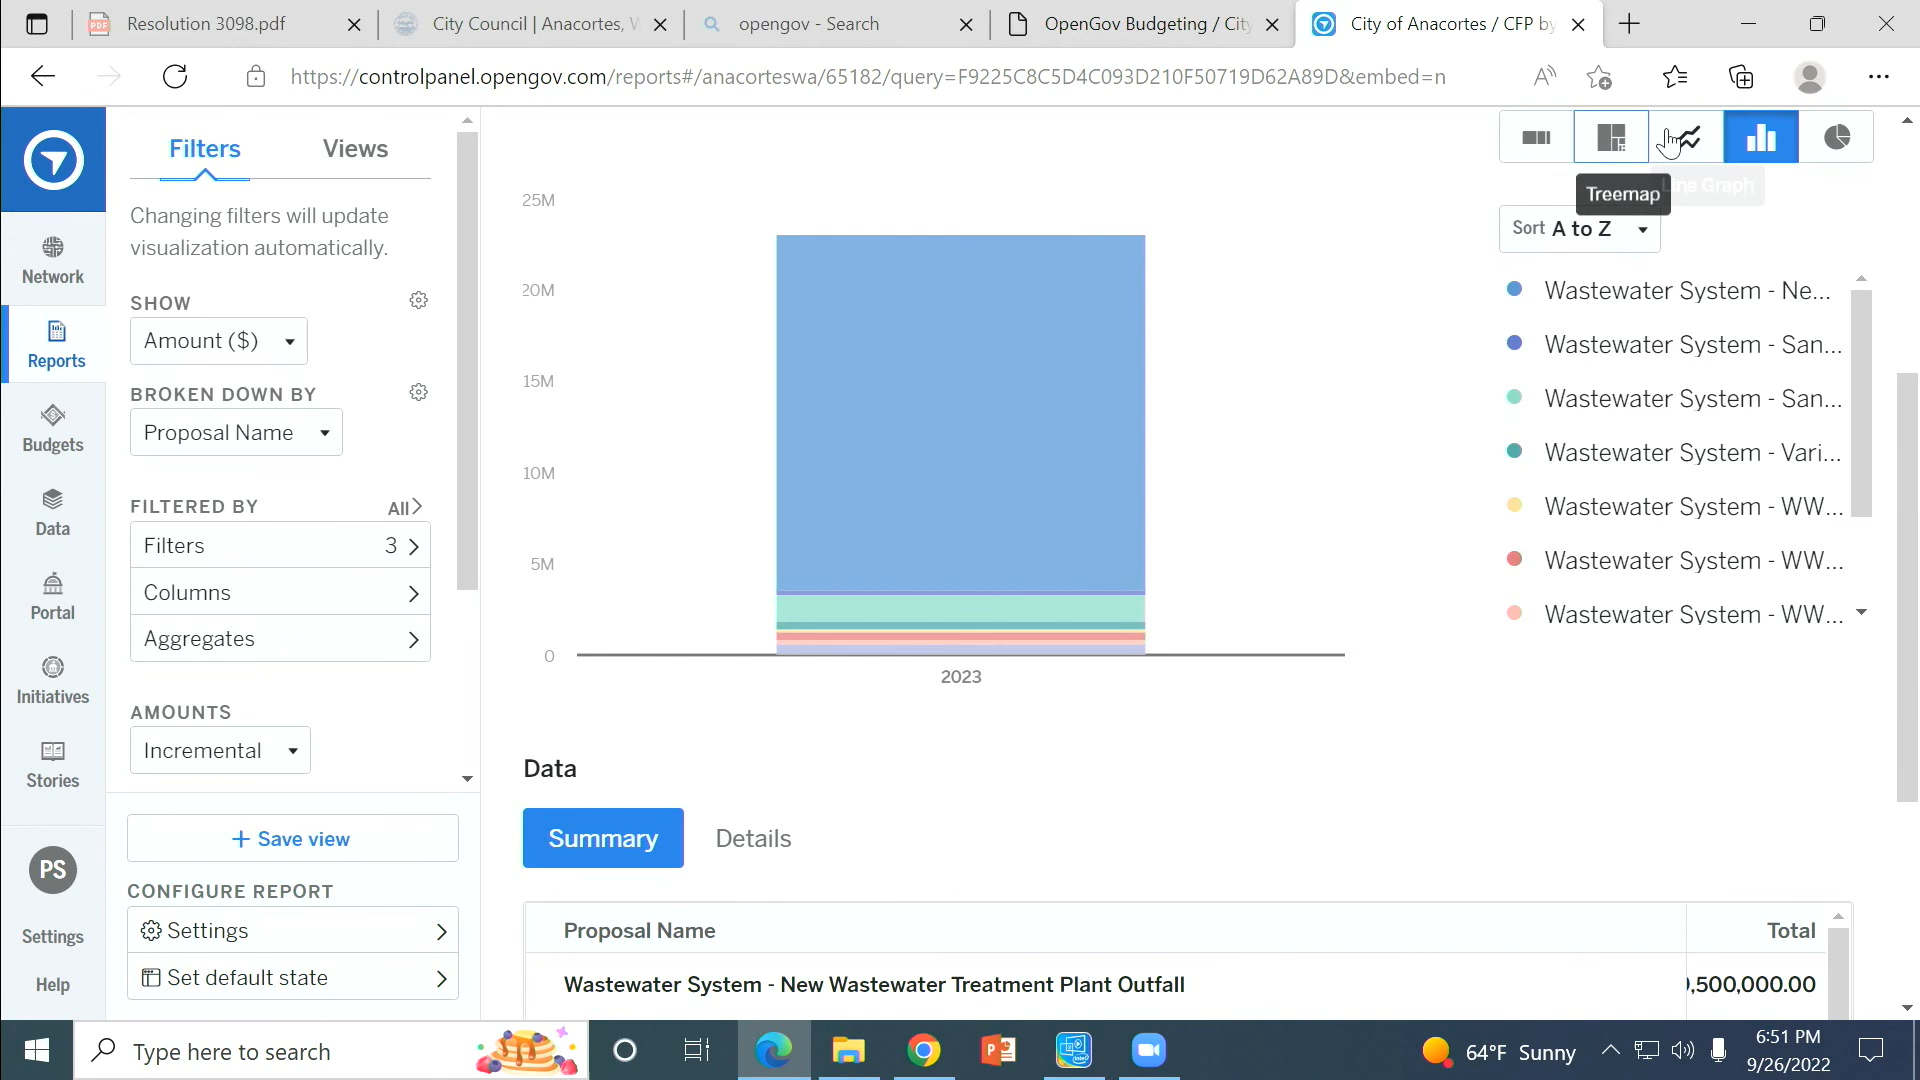 Resolution 3098.pdf
City Council | Anacortes, W
opengov - Search
OpenGov Budgeting / City
City of Anacortes / CFP by
https://controlpanel.opengov.com/reports#/anacorteswa/65182/query=F9225C8C5D4C093D210F50719D62A89D&embed=n
Network
Reports
Budgets
Data
Portal
Initiatives
Stories
PS
Settings
Help
Filters
Views
Changing filters will update
visualization automatically.
SHOW
Amount ($)
BROKEN DOWN BY
Proposal Name
FILTERED BY
All
Filters 3
Columns
Aggregates
AMOUNTS
Incremental
+ Save view
CONFIGURE REPORT
Settings
Set default state
25M
20M
15M
10M
5M
0
2023
Treemap
Line Graph
Sort A to Z
Wastewater System - Ne...
Wastewater System - San...
Wastewater System - San...
Wastewater System - Vari...
Wastewater System - WW...
Wastewater System - WW...
Wastewater System - WW...
Data
Summary
Details
Proposal Name
Total
Wastewater System - New Wastewater Treatment Plant Outfall
,500,000.00
Type here to search
64°F Sunny
6:51 PM
9/26/2022